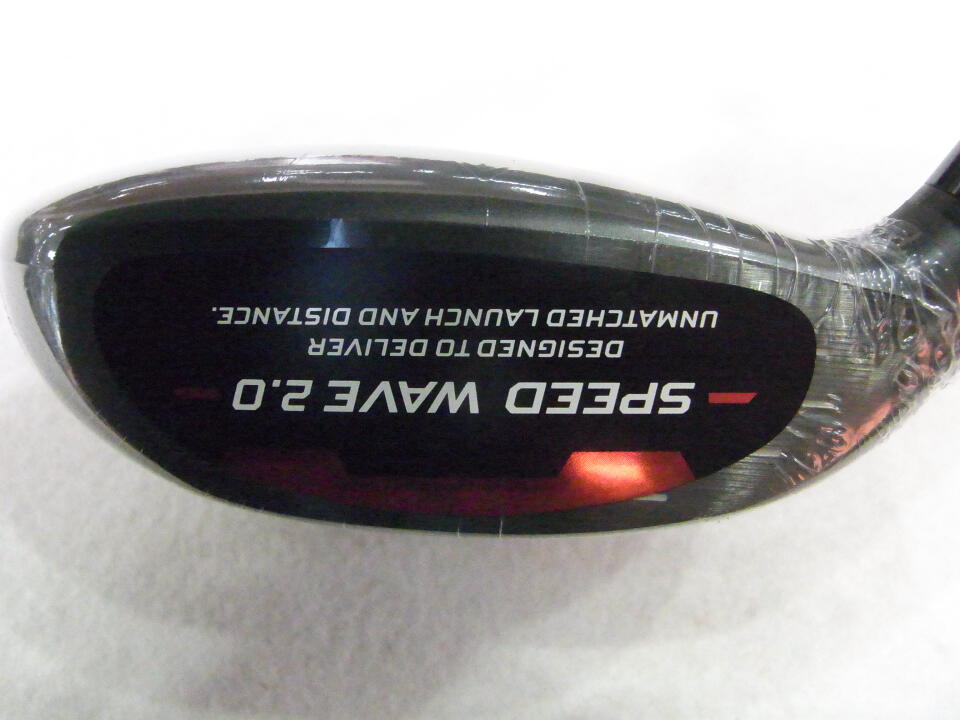 SPEED WAVE 2.0
DESIGNED TO DELIVER
UNMATCHED LAUNCH AND DISTANCE.